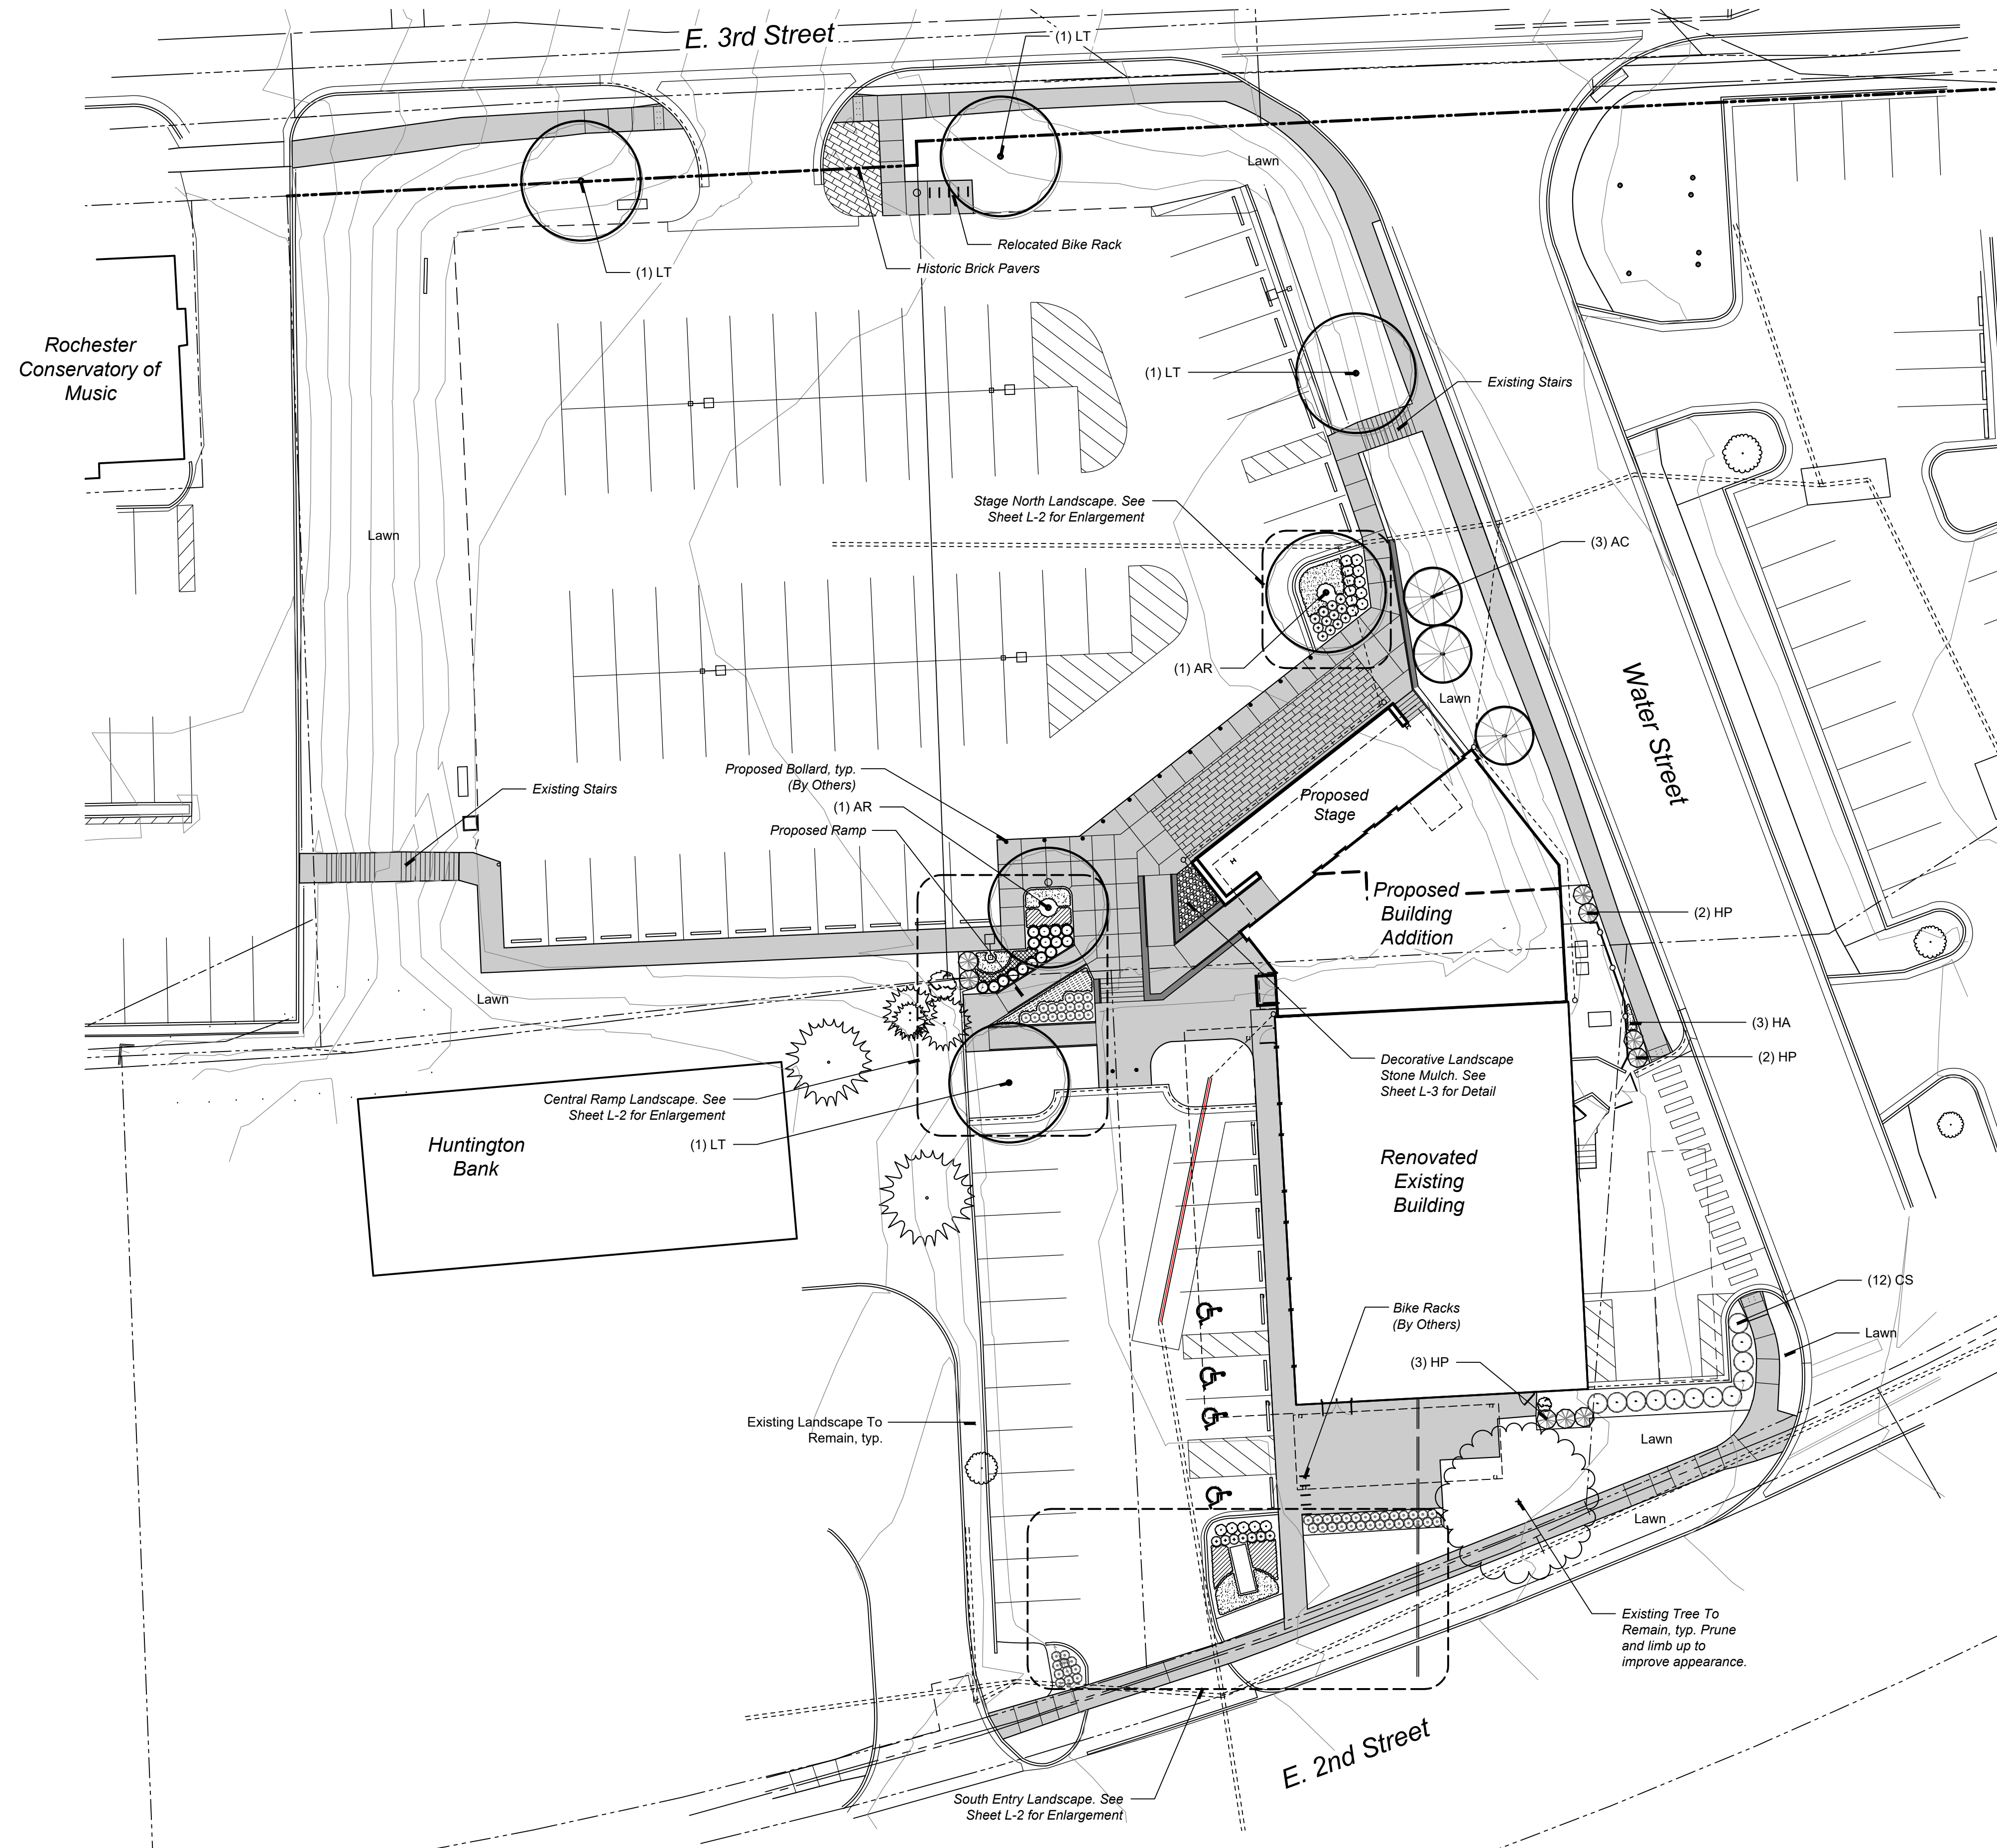 E. 3rd Street
(1) LT
Lawn
Relocated Bike Rack
Historic Brick Pavers
(1) LT
Rochester
Conservatory of
Music
(1) LT
Existing Stairs
Stage North Landscape. See
Sheet L-2 for Enlargement
Lawn
(3) AC
(1) AR
Lawn
Water Street
Proposed Bollard, typ.
(By Others)
Existing Stairs
(1) AR
Proposed Ramp
Proposed
Stage
Proposed
Building
Addition
(2) HP
Lawn
(3) HA
(2) HP
Decorative Landscape
Stone Mulch. See
Sheet L-3 for Detail
Central Ramp Landscape. See
Sheet L-2 for Enlargement
(1) LT
Huntington
Bank
Renovated
Existing
Building
(12) CS
Bike Racks
(By Others)
Lawn
(3) HP
Existing Landscape To
Remain, typ.
Lawn
Lawn
Existing Tree To
Remain, typ. Prune
and limb up to
improve appearance.
E. 2nd Street
South Entry Landscape. See
Sheet L-2 for Enlargement